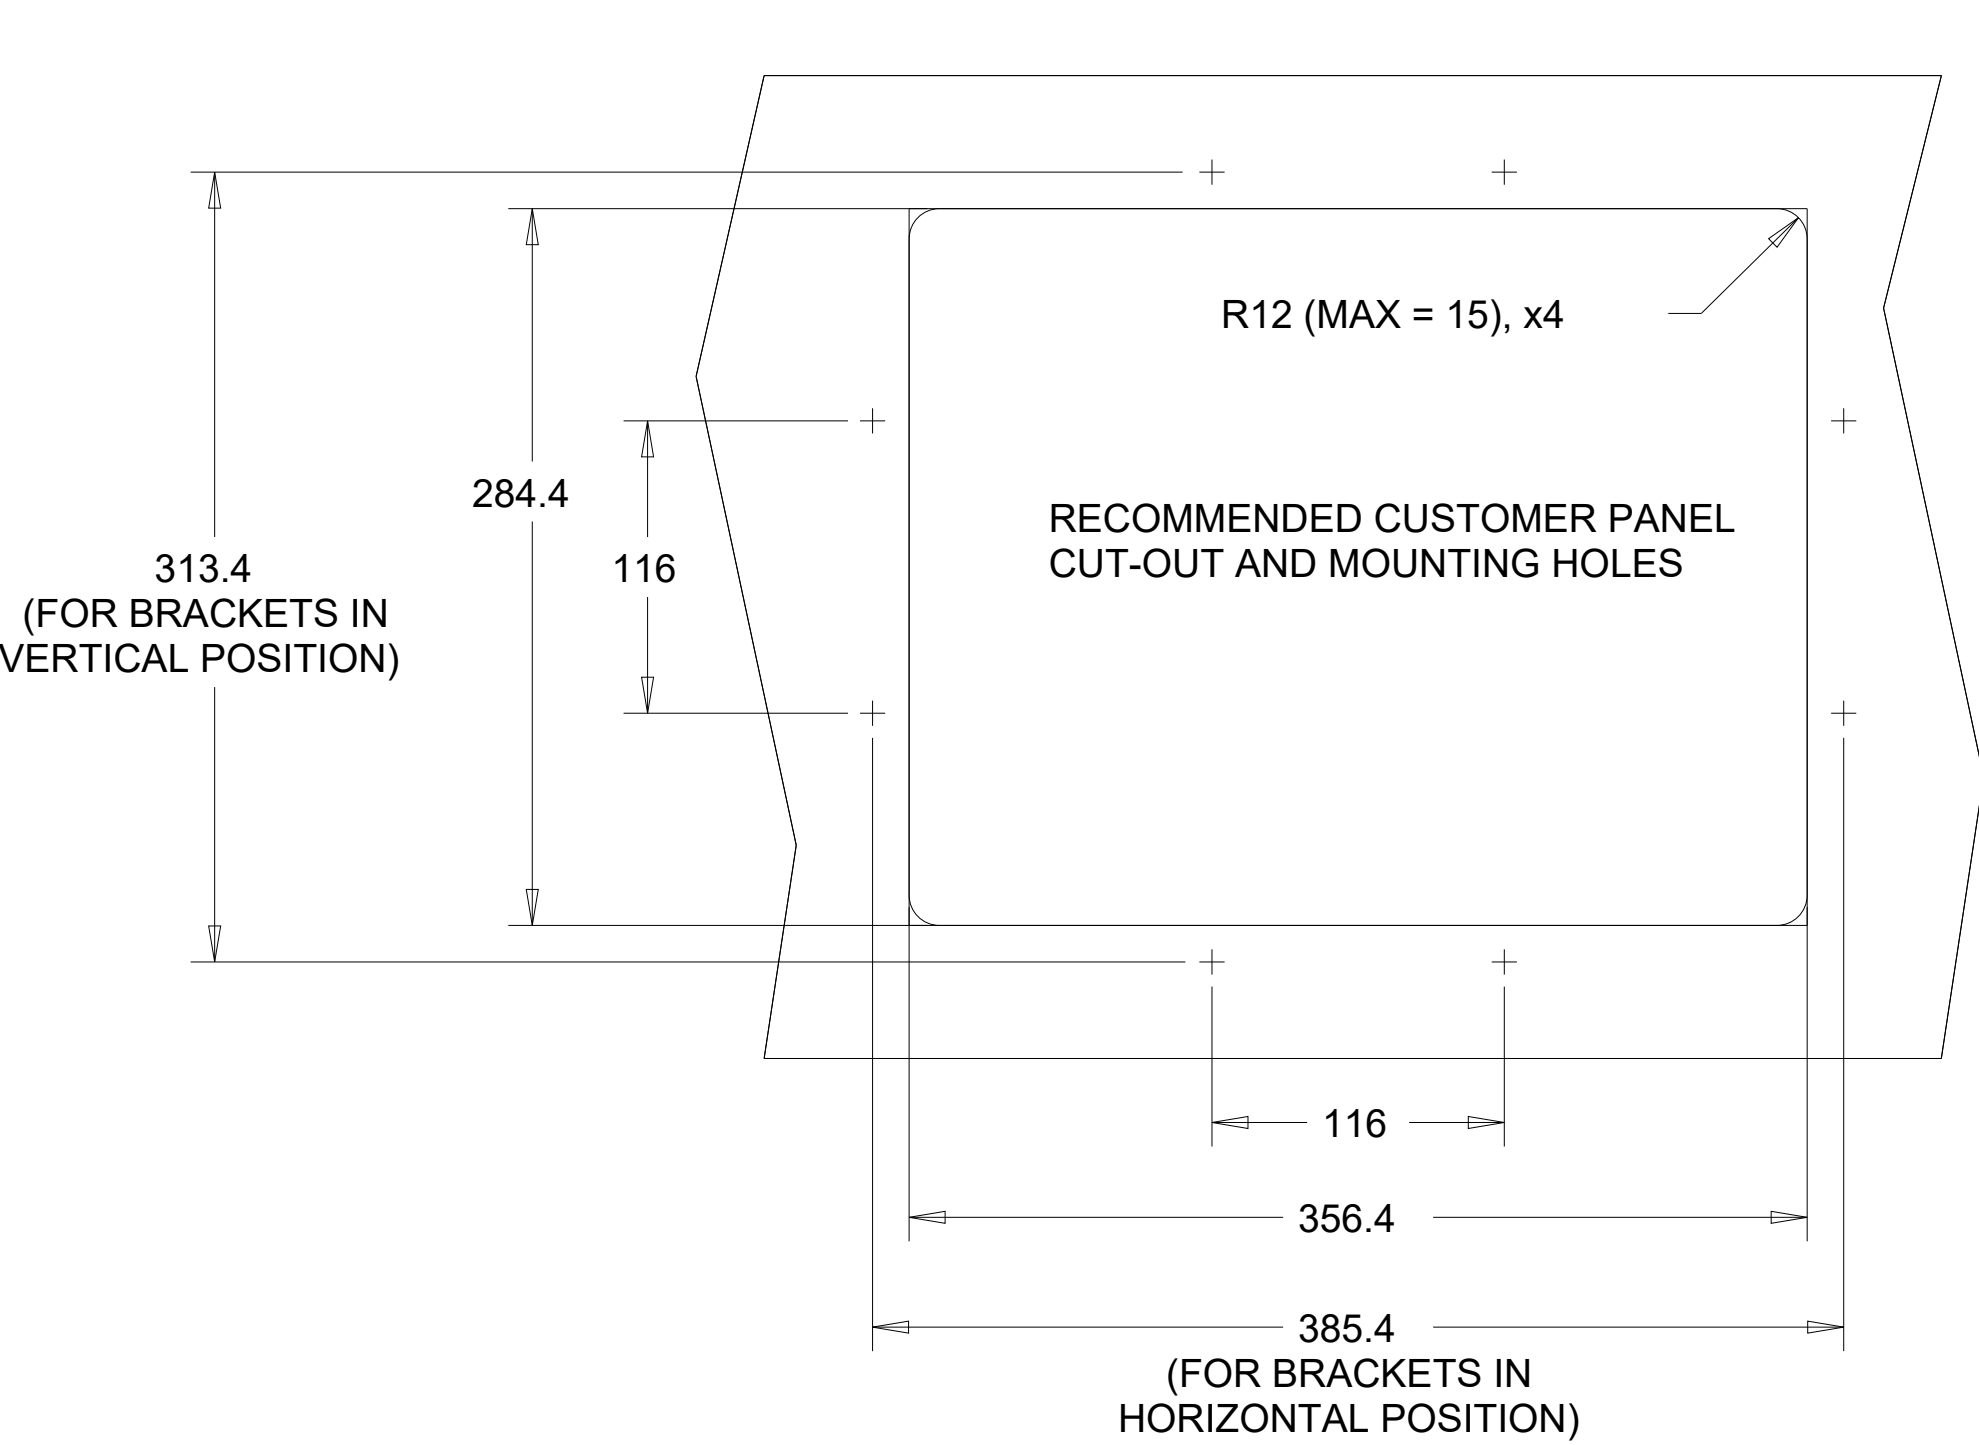 R12 (MAX = 15), x4
284.4
RECOMMENDED CUSTOMER PANEL
CUT-OUT AND MOUNTING HOLES
313.4
(FOR BRACKETS IN
VERTICAL POSITION)
116
116
356.4
385.4
(FOR BRACKETS IN
HORIZONTAL POSITION)